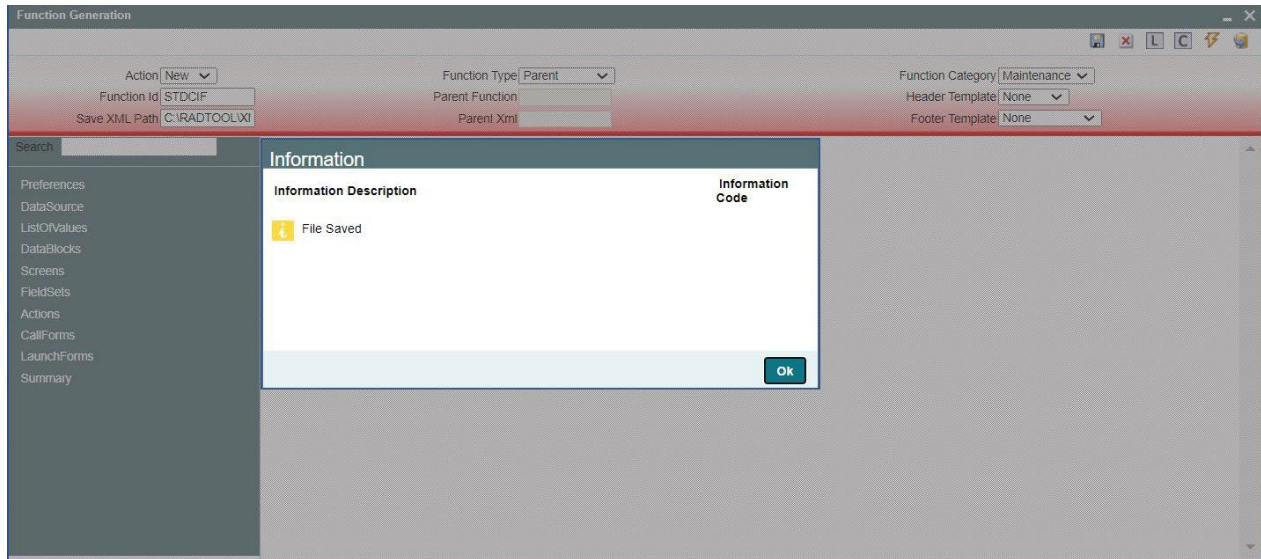 Function Generation
L C
Action New Function Type Parent Function Category Maintenance
Function Id STDCIF Parent Function Header Template None
Save XML Path C:\RADTOOL\XI Parent Xml Footer Template None
Search
Information
Information Description Information Code
File Saved
Preferences
DataSource
ListOfValues
DataBlocks
Screens
FieldSets
Actions
CallForms
LaunchForms
Summary
Ok